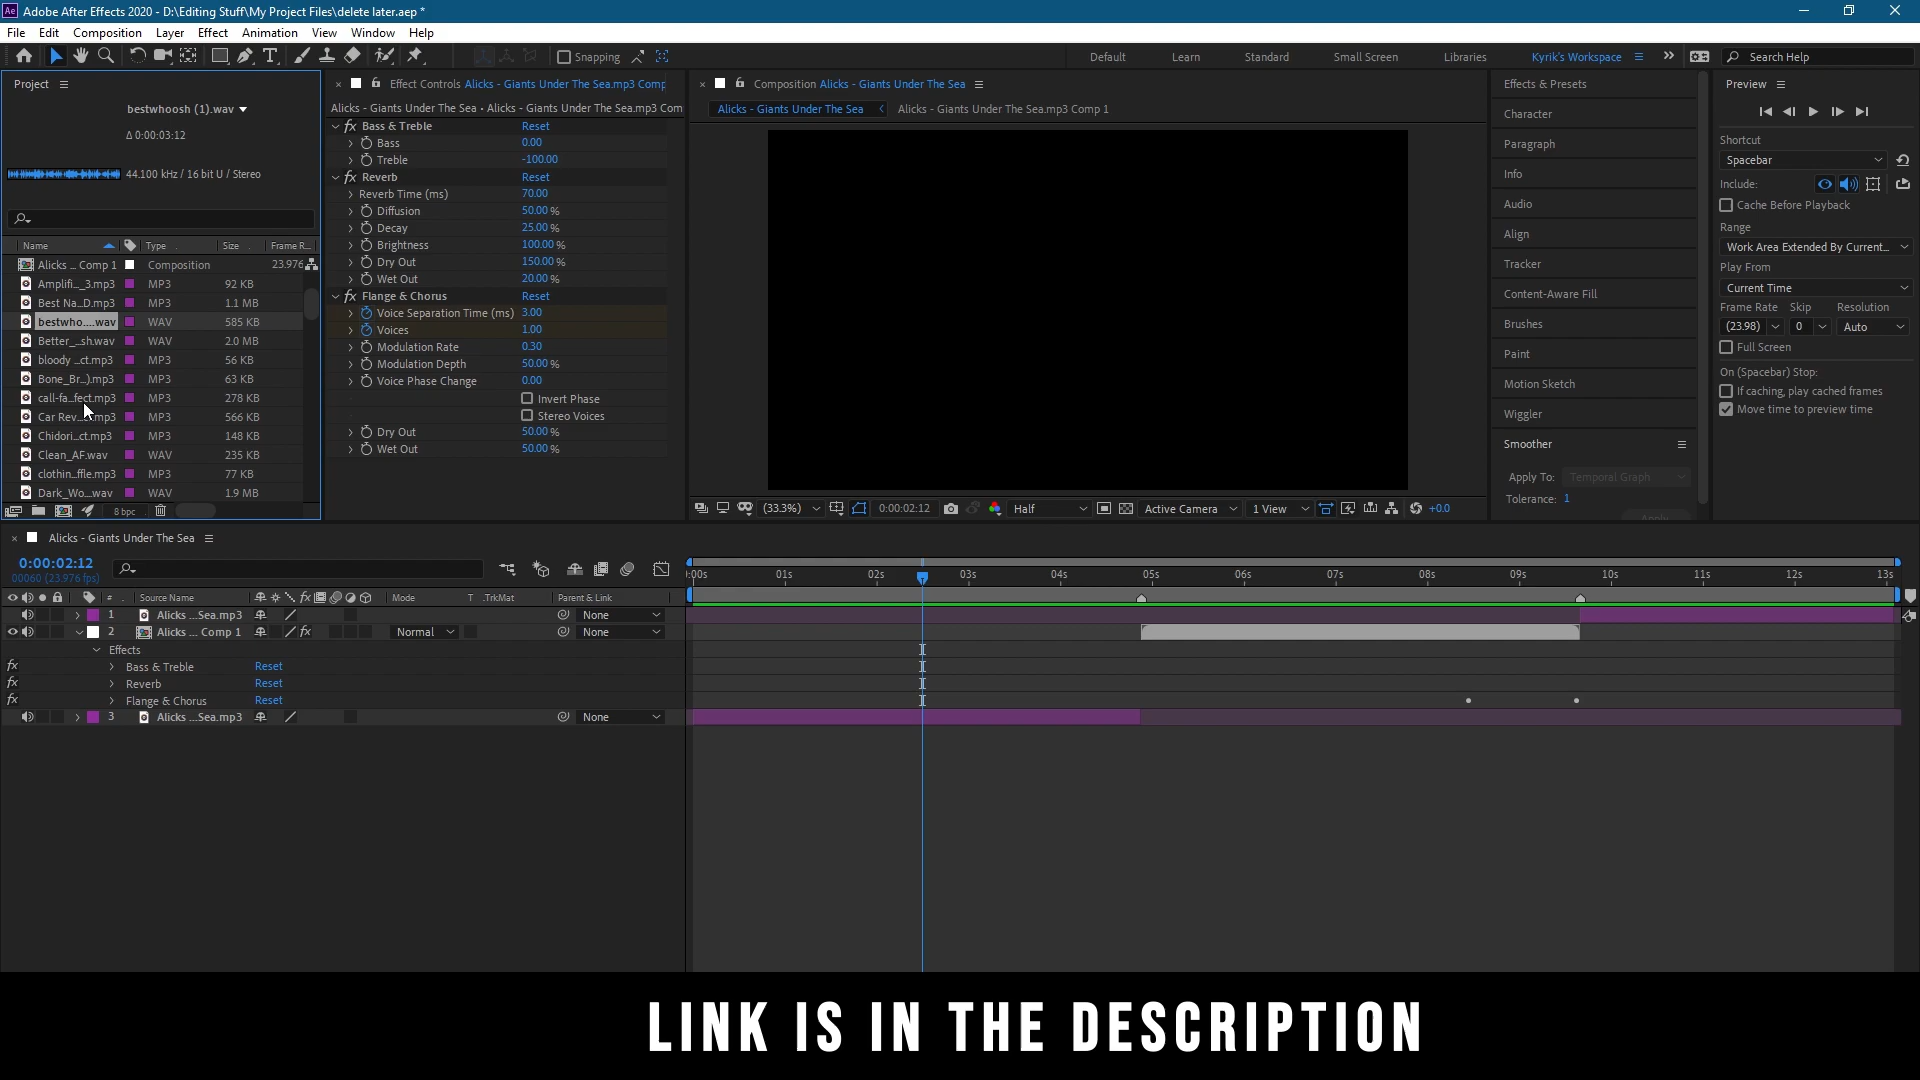 Adobe After Effects 2020 - D:\Editing Stuff\My Project Files\delete later.aep *
File Edit Composition Layer Effect Animation View Window Help
Snapping Default Learn Standard Small Screen Libraries Kyrik's Workspace Search Help
Project
bestwhoosh (1).wav
Δ 0:00:03:12
44.100 kHz / 16 bit U / Stereo
Name Type Size Frame R...
Alicks ... Comp 1 Composition 23.976
Amplifi..._3.mp3 MP3 92 KB
Best Na...D.mp3 MP3 1.1 MB
bestwho....wav WAV 585 KB
Better_...sh.wav WAV 2.0 MB
bloody ...ct.mp3 MP3 56 KB
Bone_Br...).mp3 MP3 63 KB
call-fa...fect.mp3 MP3 278 KB
Car Rev... .mp3 MP3 566 KB
Chidori...ct.mp3 MP3 148 KB
Clean_AF.wav WAV 235 KB
clothin...ffle.mp3 MP3 77 KB
Dark_Wo...wav WAV 1.9 MB
8 bpc
Effect Controls Alicks - Giants Under The Sea.mp3 Comp
Alicks - Giants Under The Sea • Alicks - Giants Under The Sea.mp3 Com
fx Bass & Treble Reset
Bass 0.00
Treble -100.00
fx Reverb Reset
Reverb Time (ms) 70.00
Diffusion 50.00 %
Decay 25.00 %
Brightness 100.00 %
Dry Out 150.00 %
Wet Out 20.00 %
fx Flange & Chorus Reset
Voice Separation Time (ms) 3.00
Voices 1.00
Modulation Rate 0.30
Modulation Depth 50.00 %
Voice Phase Change 0.00
Invert Phase
Stereo Voices
Dry Out 50.00 %
Wet Out 50.00 %
Composition Alicks - Giants Under The Sea
Alicks - Giants Under The Sea Alicks - Giants Under The Sea.mp3 Comp 1
(33.3%) 0:00:02:12 Half Active Camera 1 View +0.0
Effects & Presets
Character
Paragraph
Info
Audio
Align
Tracker
Content-Aware Fill
Brushes
Paint
Motion Sketch
Wiggler
Smoother
Apply To: Temporal Graph
Tolerance: 1
Apply
Preview
Shortcut
Spacebar
Include:
Cache Before Playback
Range
Work Area Extended By Current...
Play From
Current Time
Frame Rate Skip Resolution
(23.98) 0 Auto
Full Screen
On (Spacebar) Stop:
If caching, play cached frames
Move time to preview time
Alicks - Giants Under The Sea
0:00:02:12
00060 (23.976 fps)
:00s 01s 02s 03s 04s 05s 06s 07s 08s 09s 10s 11s 12s 13s
# Source Name fx Mode T .TrkMat Parent & Link
1 Alicks ...Sea.mp3 None
2 Alicks ... Comp 1 fx Normal None
Effects
fx Bass & Treble Reset
fx Reverb Reset
fx Flange & Chorus Reset
3 Alicks ...Sea.mp3 None
LINK IS IN THE DESCRIPTION